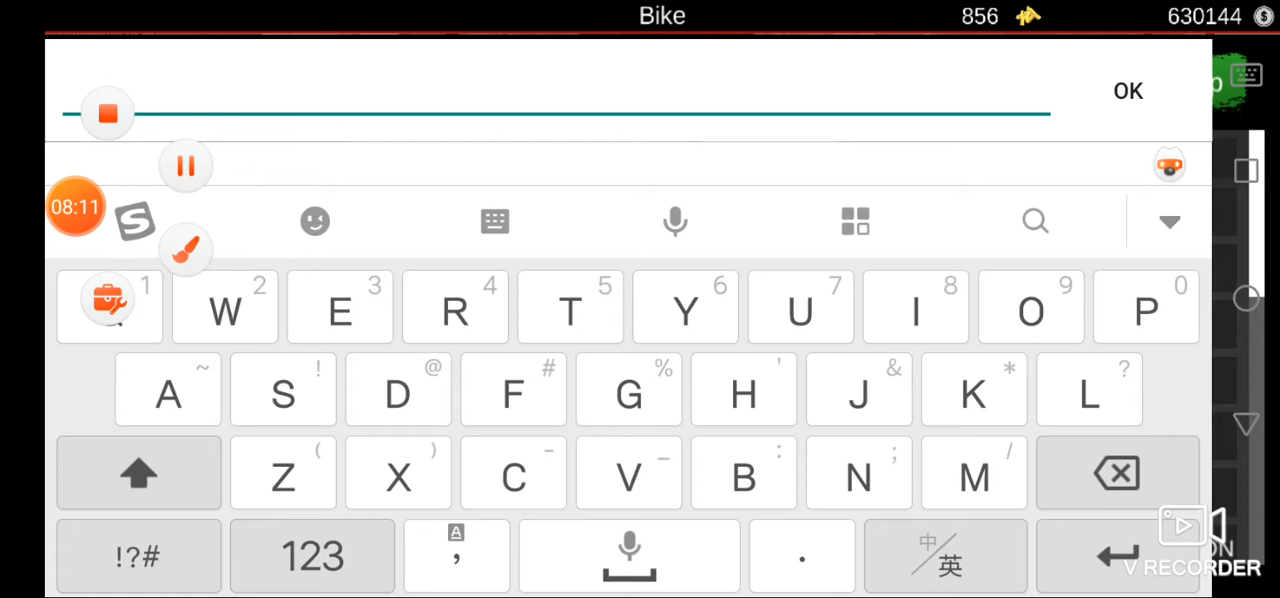 Bike 856 630144
OK
p
08:11
S
1 W 2 E 3 R 4 T 5 Y 6 U 7 I 8 O 9 P 0
A ~ S ! D @ F # G % H ' J & K * L ?
Z ( X ) C - V _ B : N ; M /
!?# 123 A , . 中/英
ON
V RECORDER